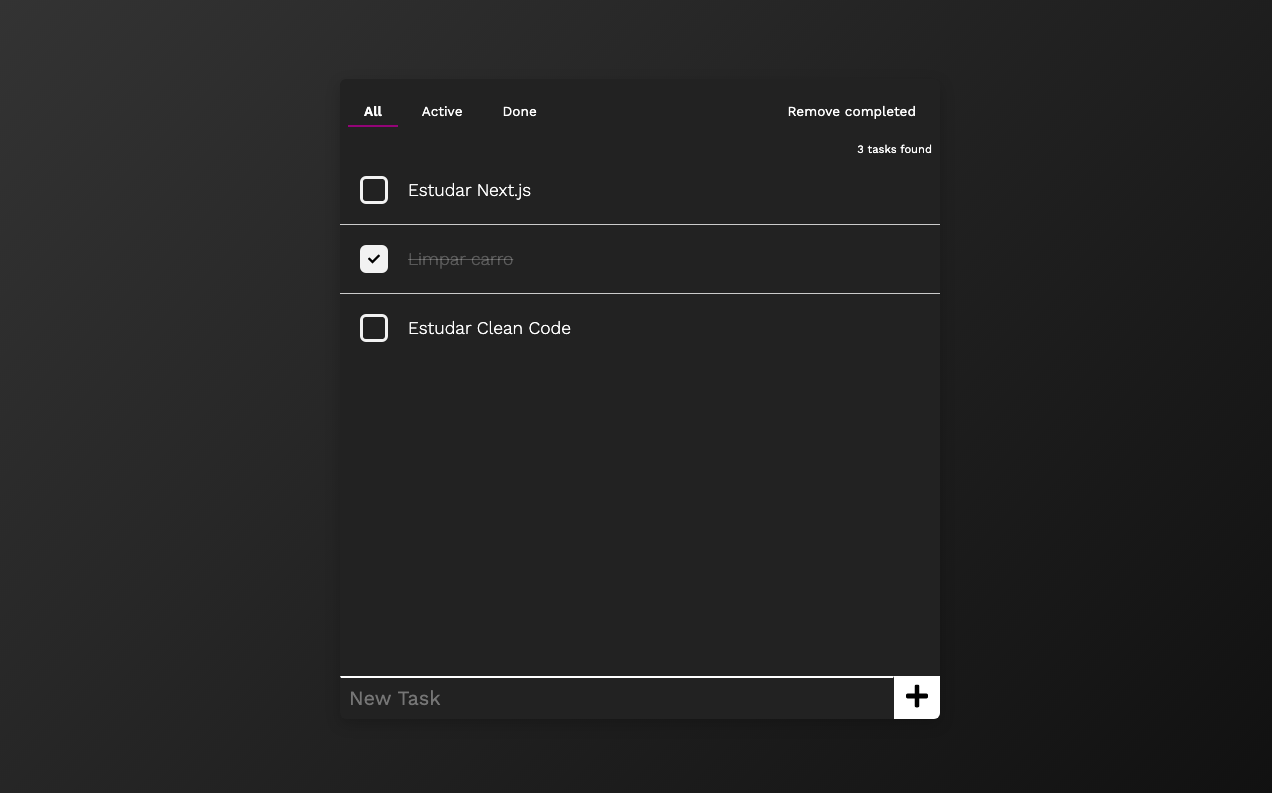 All Active Done Remove completed
3 tasks found
Estudar Next.js
Limpar carro
Estudar Clean Code
New Task